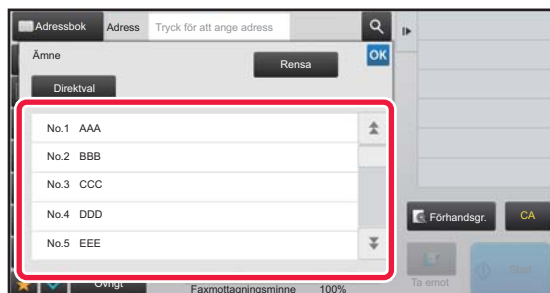 Adressbok Adress Tryck för att ange adress
Ämne Rensa OK
Direktval
No.1 AAA
No.2 BBB
No.3 CCC
No.4 DDD
No.5 EEE
Förhandsgr. CA
Ta emot Start
Övrigt Faxmottagningsminne 100%